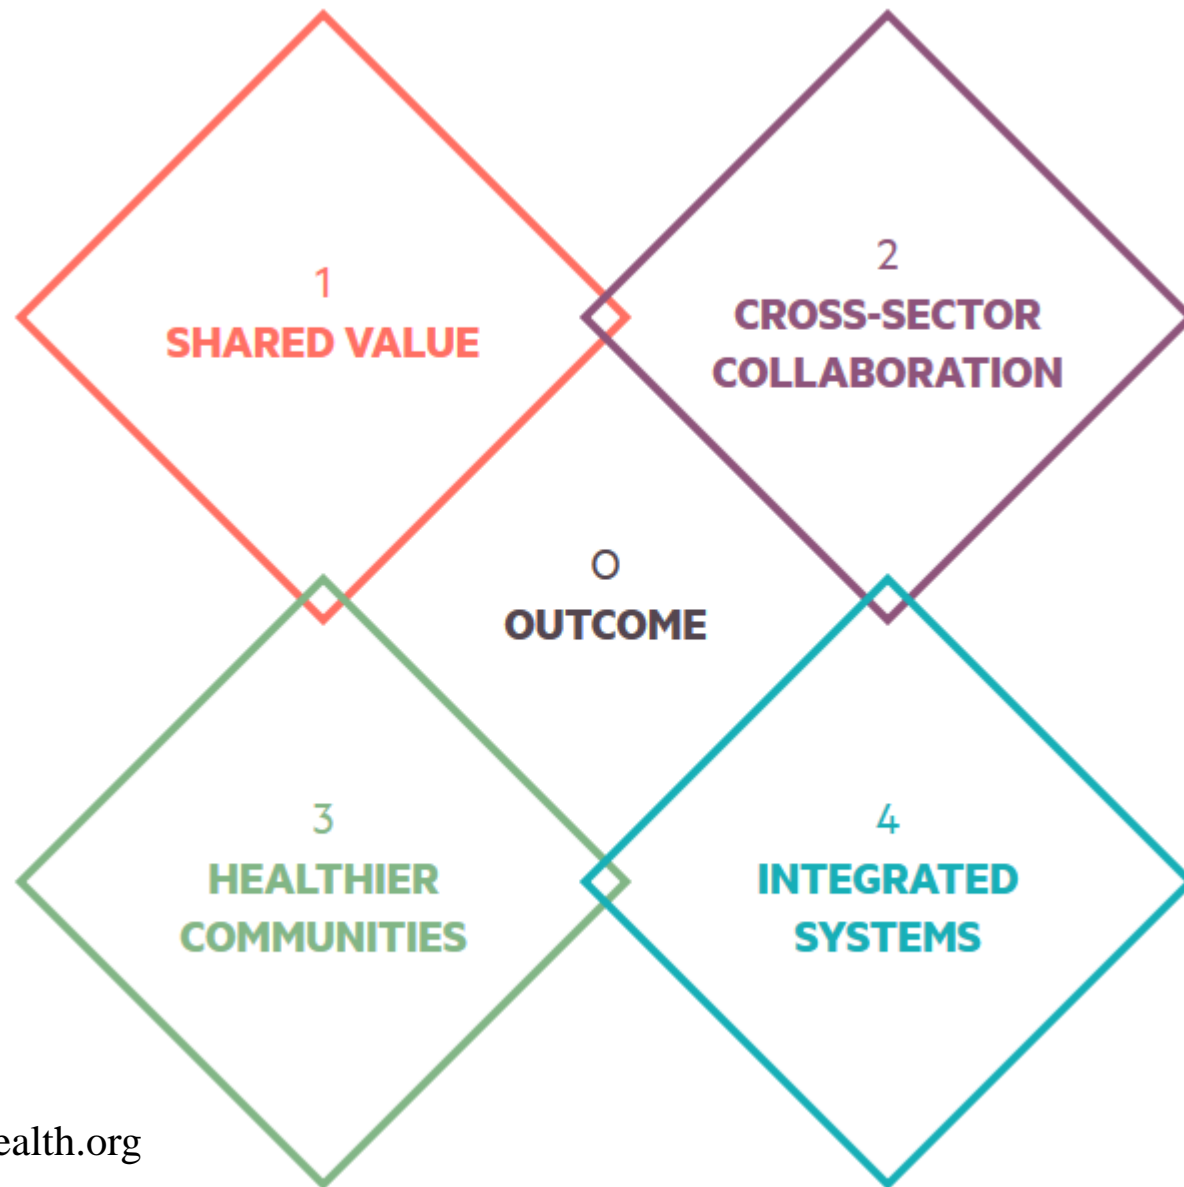 1
SHARED VALUE
2
CROSS-SECTOR
COLLABORATION
O
OUTCOME
3
HEALTHIER
COMMUNITIES
4
INTEGRATED
SYSTEMS
ealth.org